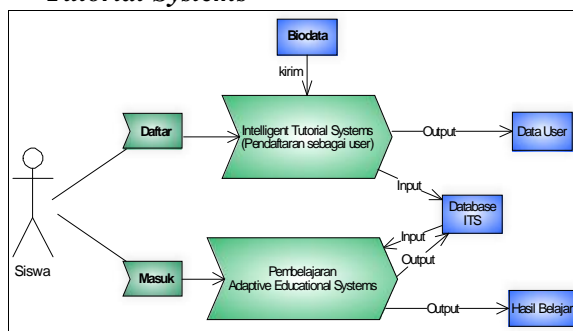 Tutorial Systems
Biodata
kirim
Daftar
Intelligent Tutorial Systems
(Pendaftaran sebagai user)
Output
Data User
Input
Database
ITS
Input
Output
Siswa
Masuk
Pembelajaran
Adaptive Educational Systems
Output
Hasil Belajar